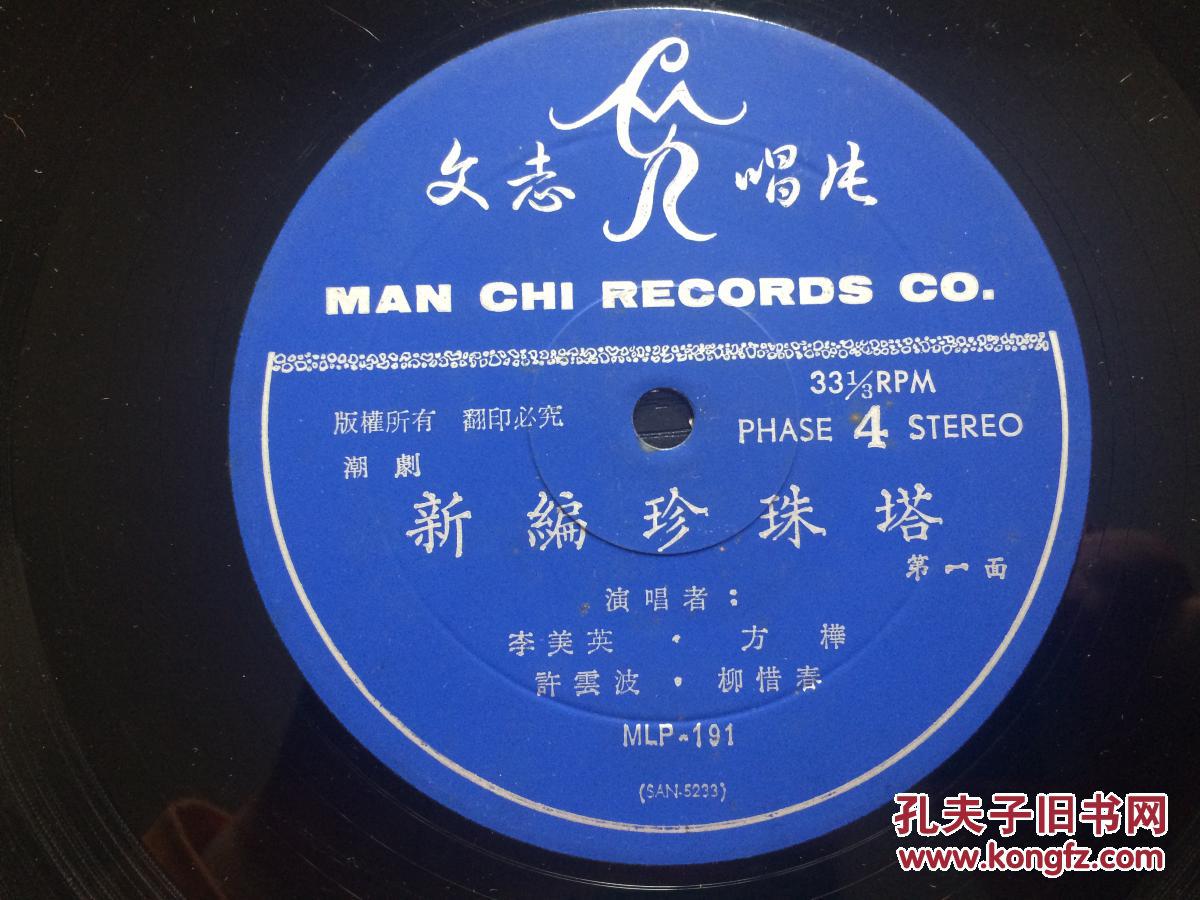 文志 唱片
MAN CHI RECORDS CO.
33⅓RPM
版權所有 翻印必究
PHASE 4 STEREO
潮劇
新編珍珠塔
第一面
演唱者：
李美英・方樺
許雲波・柳惜春
MLP-191
(SAN-5233)
孔夫子旧书网
www.kongfz.com